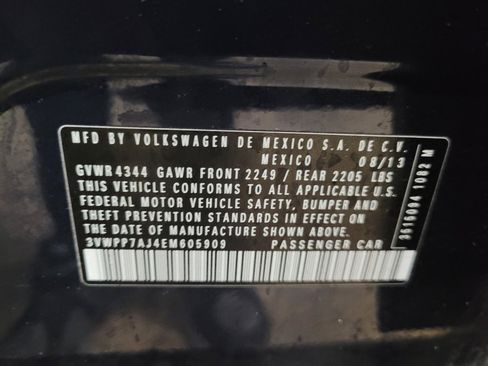 MFD BY VOLKSWAGEN DE MEXICO S.A. DE C.V.
MEXICO 08/13
GVWR 4344 GAWR FRONT 2249 / REAR 2205 LBS
THIS VEHICLE CONFORMS TO ALL APPLICABLE U.S.
FEDERAL MOTOR VEHICLE SAFETY, BUMPER AND
THEFT PREVENTION STANDARDS IN EFFECT ON
THE DATE OF MANUFACTURE SHOWN ABOVE.
3VWPP7AJ4EM605909 PASSENGER CAR